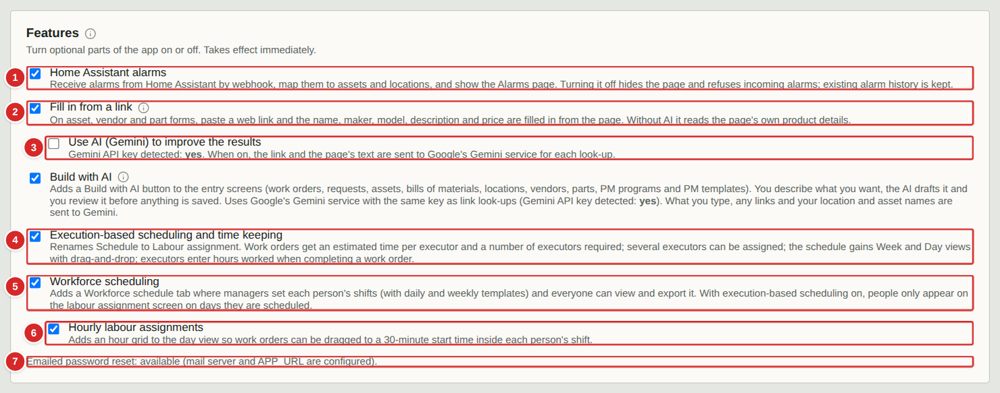 Features
Turn optional parts of the app on or off. Takes effect immediately.
1
Home Assistant alarms
Receive alarms from Home Assistant by webhook, map them to assets and locations, and show the Alarms page. Turning it off hides the page and refuses incoming alarms; existing alarm history is kept.
2
Fill in from a link
On asset, vendor and part forms, paste a web link and the name, maker, model, description and price are filled in from the page. Without AI it reads the page's own product details.
3
Use AI (Gemini) to improve the results
Gemini API key detected: yes. When on, the link and the page's text are sent to Google's Gemini service for each look-up.
Build with AI
Adds a Build with AI button to the entry screens (work orders, requests, assets, bills of materials, locations, vendors, parts, PM programs and PM templates). You describe what you want, the AI drafts it and
you review it before anything is saved. Uses Google's Gemini service with the same key as link look-ups (Gemini API key detected: yes). What you type, any links and your location and asset names are
sent to Gemini.
4
Execution-based scheduling and time keeping
Renames Schedule to Labour assignment. Work orders get an estimated time per executor and a number of executors required; several executors can be assigned; the schedule gains Week and Day views
with drag-and-drop; executors enter hours worked when completing a work order.
5
Workforce scheduling
Adds a Workforce schedule tab where managers set each person's shifts (with daily and weekly templates) and everyone can view and export it. With execution-based scheduling on, people only appear on
the labour assignment screen on days they are scheduled.
6
Hourly labour assignments
Adds an hour grid to the day view so work orders can be dragged to a 30-minute start time inside each person's shift.
7
Emailed password reset: available (mail server and APP_URL are configured).